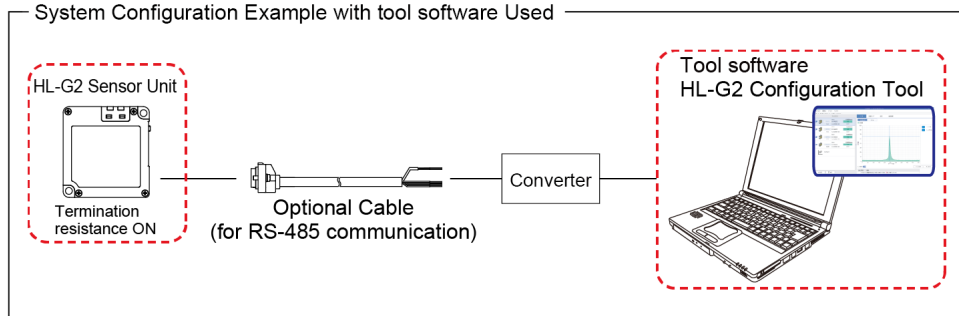 System Configuration Example with tool software Used
HL-G2 Sensor Unit
Termination
resistance ON
Optional Cable
(for RS-485 communication)
Converter
Tool software
HL-G2 Configuration Tool